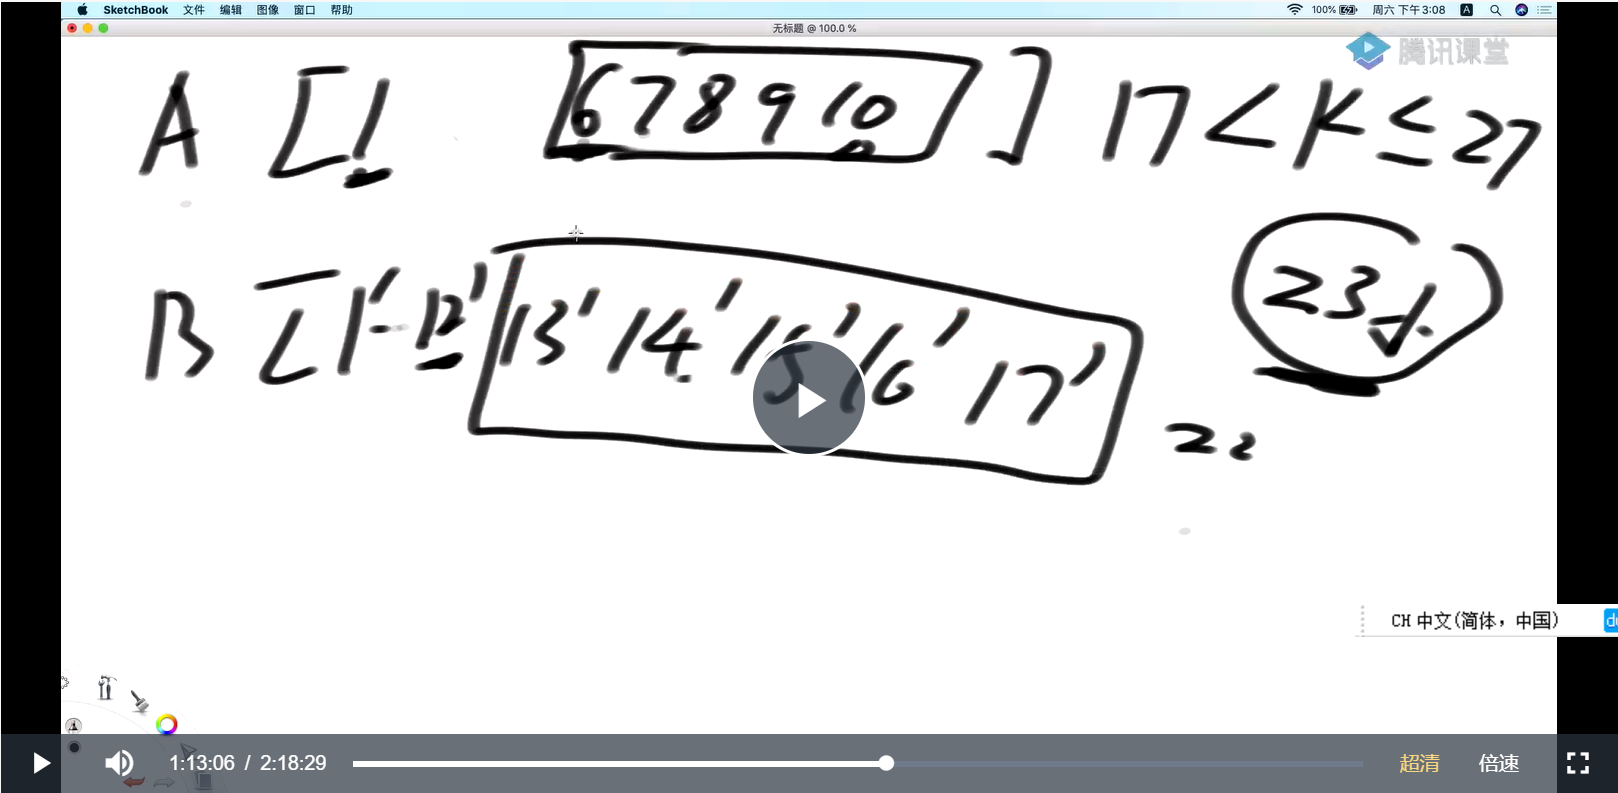 SketchBook 文件 编辑 图像 窗口 帮助 100% 周六 下午3:08 A
无标题 @ 100.0 %
腾讯课堂
A [1 6 7 8 9 10 ] 17 < K ≤ 27
B [1' - 12' 13' 14' 15' 16' 17'
23大
22
CH 中文(简体，中国)
1:13:06 / 2:18:29 超清 倍速